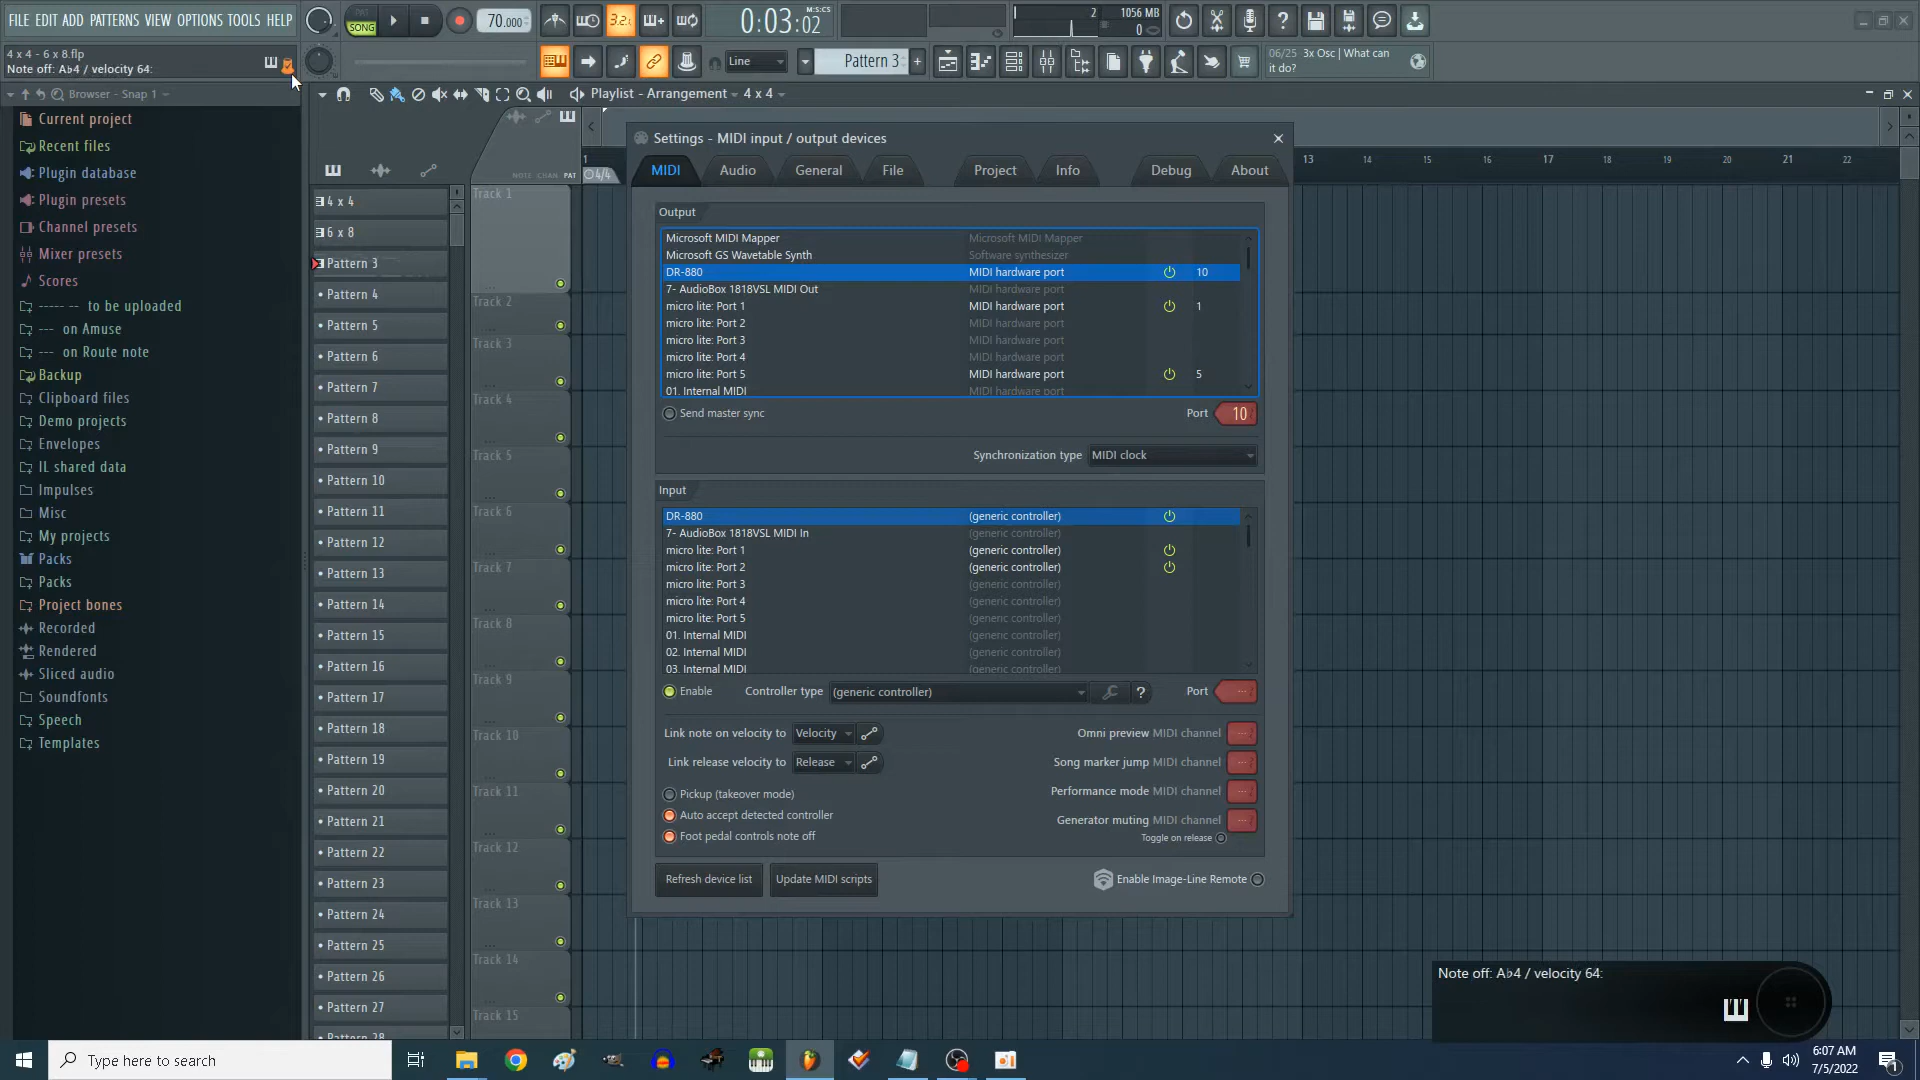 FILE EDIT ADD PATTERNS VIEW OPTIONS TOOLS HELP
PAT
SONG
70.000
3.2.
0:03:02
M:S:CS
2
1056 MB
0
4 x 4 - 6 x 8.flp
Note off: A♭4 / velocity 64:
Line
Pattern 3
+
06/25 3x Osc | What can
it do?
Browser - Snap 1
Playlist - Arrangement
4 x 4
Current project
Recent files
Plugin database
Plugin presets
Channel presets
Mixer presets
Scores
----- -- to be uploaded
--- on Amuse
--- on Route note
Backup
Clipboard files
Demo projects
Envelopes
IL shared data
Impulses
Misc
My projects
Packs
Packs
Project bones
Recorded
Rendered
Sliced audio
Soundfonts
Speech
Templates
4 x 4
6 x 8
Pattern 3
Pattern 4
Pattern 5
Pattern 6
Pattern 7
Pattern 8
Pattern 9
Pattern 10
Pattern 11
Pattern 12
Pattern 13
Pattern 14
Pattern 15
Pattern 16
Pattern 17
Pattern 18
Pattern 19
Pattern 20
Pattern 21
Pattern 22
Pattern 23
Pattern 24
Pattern 25
Pattern 26
Pattern 27
Pattern 28
NOTE CHAN PAT
1
4/4
13 14 15 16 17 18 19 20 21 22
Track 1
Track 2
Track 3
Track 4
Track 5
Track 6
Track 7
Track 8
Track 9
Track 10
Track 11
Track 12
Track 13
Track 14
Track 15
Settings - MIDI input / output devices
MIDI Audio General File Project Info Debug About
Output
Microsoft MIDI Mapper Microsoft MIDI Mapper
Microsoft GS Wavetable Synth Software synthesizer
DR-880 MIDI hardware port 10
7- AudioBox 1818VSL MIDI Out MIDI hardware port
micro lite: Port 1 MIDI hardware port 1
micro lite: Port 2 MIDI hardware port
micro lite: Port 3 MIDI hardware port
micro lite: Port 4 MIDI hardware port
micro lite: Port 5 MIDI hardware port 5
01. Internal MIDI MIDI hardware port
Send master sync Port 10
Synchronization type MIDI clock
Input
DR-880 (generic controller)
7- AudioBox 1818VSL MIDI In (generic controller)
micro lite: Port 1 (generic controller)
micro lite: Port 2 (generic controller)
micro lite: Port 3 (generic controller)
micro lite: Port 4 (generic controller)
micro lite: Port 5 (generic controller)
01. Internal MIDI (generic controller)
02. Internal MIDI (generic controller)
03. Internal MIDI (generic controller)
Enable Controller type (generic controller) ? Port ---
Link note on velocity to Velocity Omni preview MIDI channel ---
Link release velocity to Release Song marker jump MIDI channel ---
Pickup (takeover mode) Performance mode MIDI channel ---
Auto accept detected controller Generator muting MIDI channel ---
Foot pedal controls note off Toggle on release
Refresh device list Update MIDI scripts Enable Image-Line Remote
Note off: A♭4 / velocity 64:
Type here to search
6:07 AM
7/5/2022
1